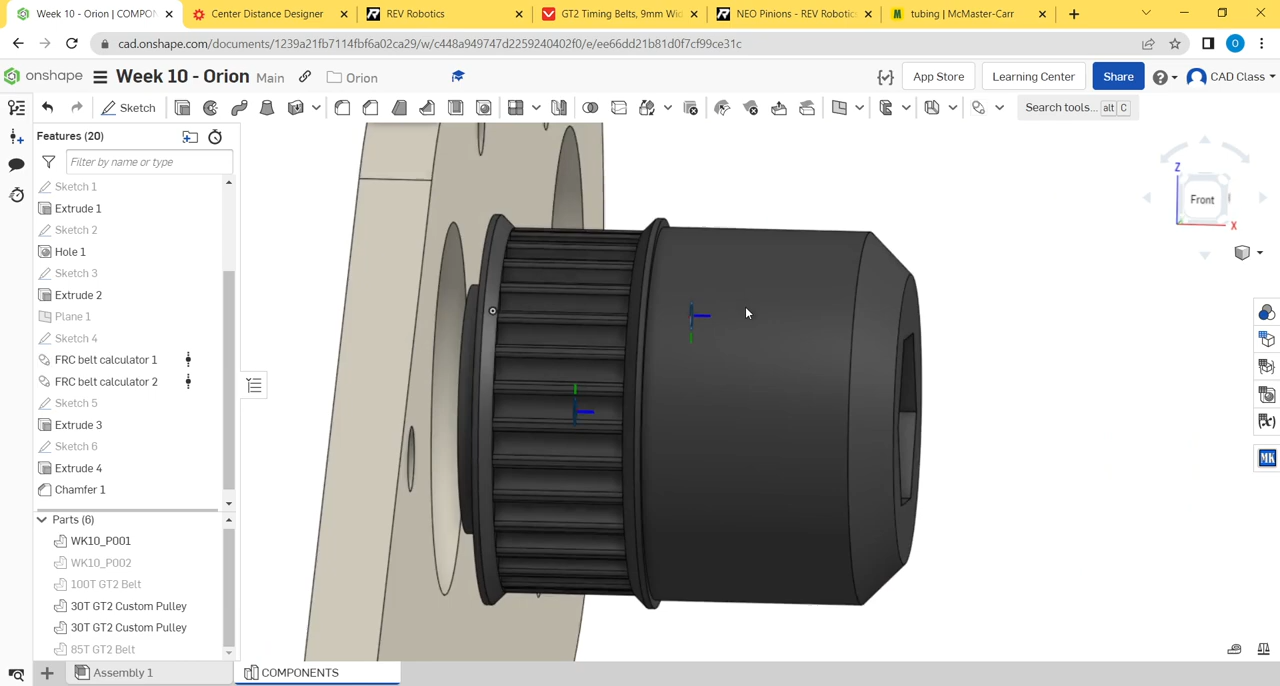 Week 10 - Orion | COMPON
Center Distance Designer
REV Robotics
GT2 Timing Belts, 9mm Wi
NEO Pinions - REV Robotic
tubing | McMaster-Carr
cad.onshape.com/documents/1239a21fb7114fbf6a02ca29/w/c448a949747d3259240402f0/e/ee66dd21b81d0f7cf99ce31c
O
onshape
Week 10 - Orion
Main
Orion
App Store
Learning Center
Share
CAD Class
Sketch
Search tools...
alt
C
Features (20)
Filter by name or type
Sketch 1
Extrude 1
Sketch 2
Hole 1
Sketch 3
Extrude 2
Plane 1
Sketch 4
FRC belt calculator 1
FRC belt calculator 2
Sketch 5
Extrude 3
Sketch 6
Extrude 4
Chamfer 1
Parts (6)
WK10_P001
WK10_P002
100T GT2 Belt
30T GT2 Custom Pulley
30T GT2 Custom Pulley
85T GT2 Belt
Z
Front
X
MK
Assembly 1
COMPONENTS